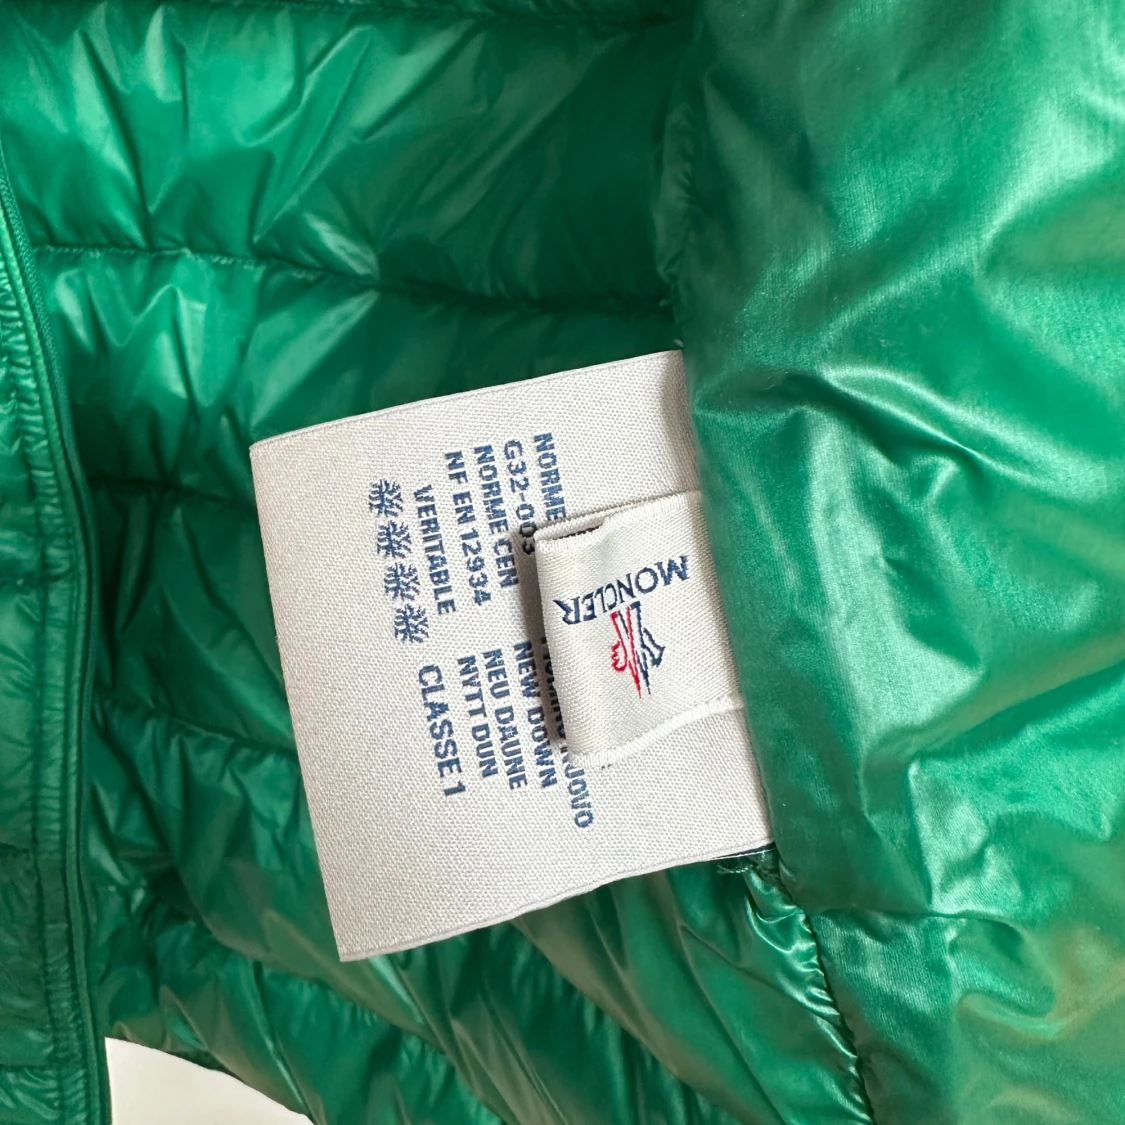 NORME
G32-003
NORME CEN
NF EN 12934
VERITABLE
NEW DOWN
NEU DAUNE
NYTT DUN
CLASSE 1
MONCLER